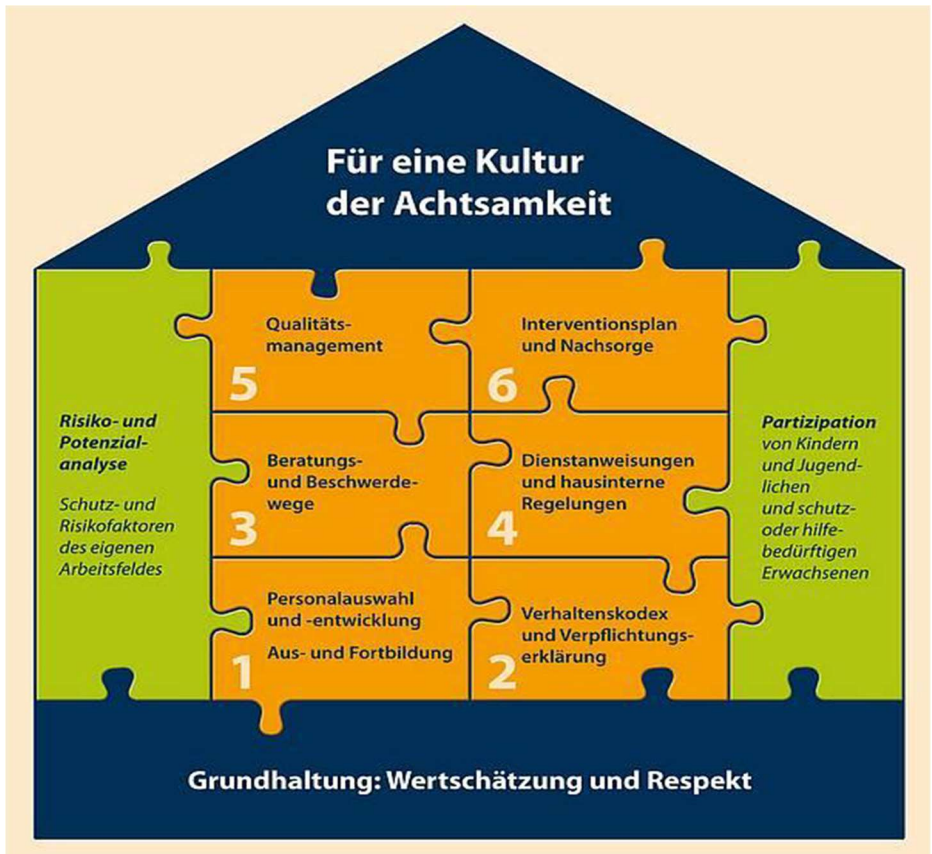 Für eine Kultur
der Achtsamkeit
Risiko- und
Potenzial-
analyse
Schutz- und
Risikofaktoren
des eigenen
Arbeitsfeldes
Qualitäts-
management
5
Interventionsplan
und Nachsorge
6
Beratungs-
und Beschwerde-
wege
3
Dienstanweisungen
und hausinterne
Regelungen
4
Personalauswahl
und -entwicklung
Aus- und Fortbildung
1
Verhaltenskodex
und Verpflichtungs-
erklärung
2
Partizipation
von Kindern
und Jugend-
lichen
und schutz-
oder hilfe-
bedürftigen
Erwachsenen
Grundhaltung: Wertschätzung und Respekt